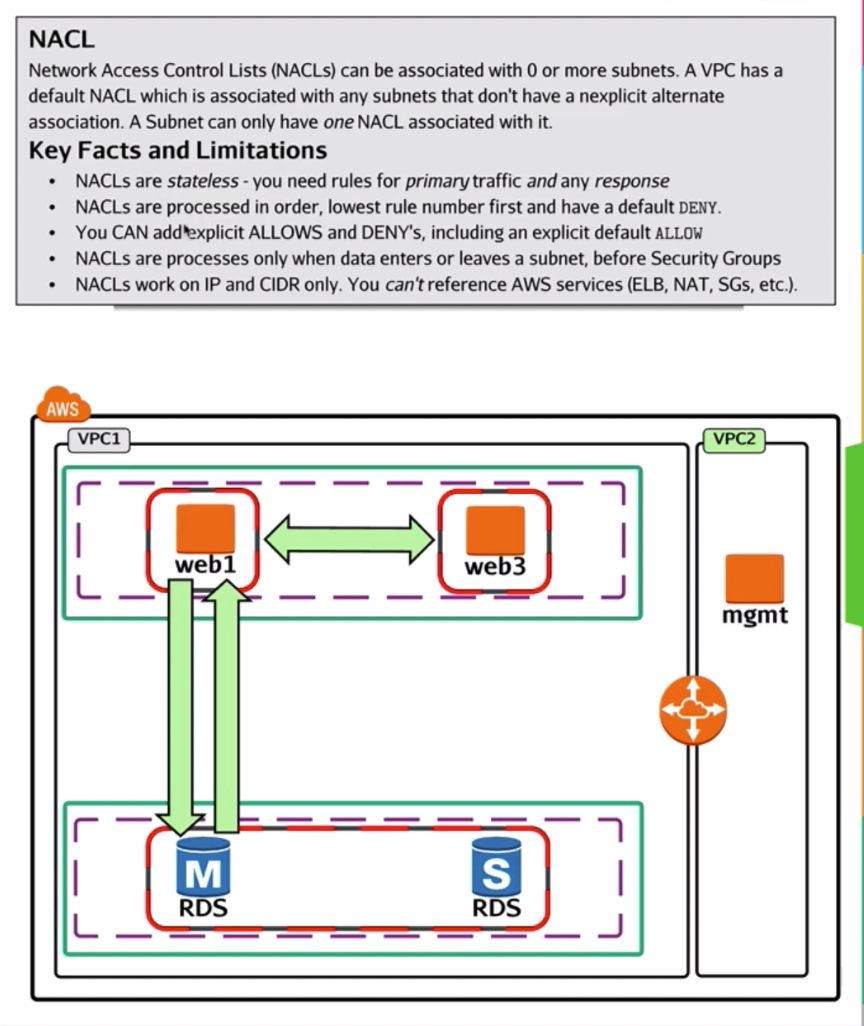 NACL
Network Access Control Lists (NACLs) can be associated with 0 or more subnets. A VPC has a
default NACL which is associated with any subnets that don't have a nexplicit alternate
association. A Subnet can only have one NACL associated with it.
Key Facts and Limitations
• NACLs are stateless - you need rules for primary traffic and any response
• NACLs are processed in order, lowest rule number first and have a default DENY.
• You CAN add explicit ALLOWS and DENY's, including an explicit default ALLOW
• NACLs are processes only when data enters or leaves a subnet, before Security Groups
• NACLs work on IP and CIDR only. You can't reference AWS services (ELB, NAT, SGs, etc.).
AWS
VPC1
VPC2
web1
web3
mgmt
M
S
RDS
RDS